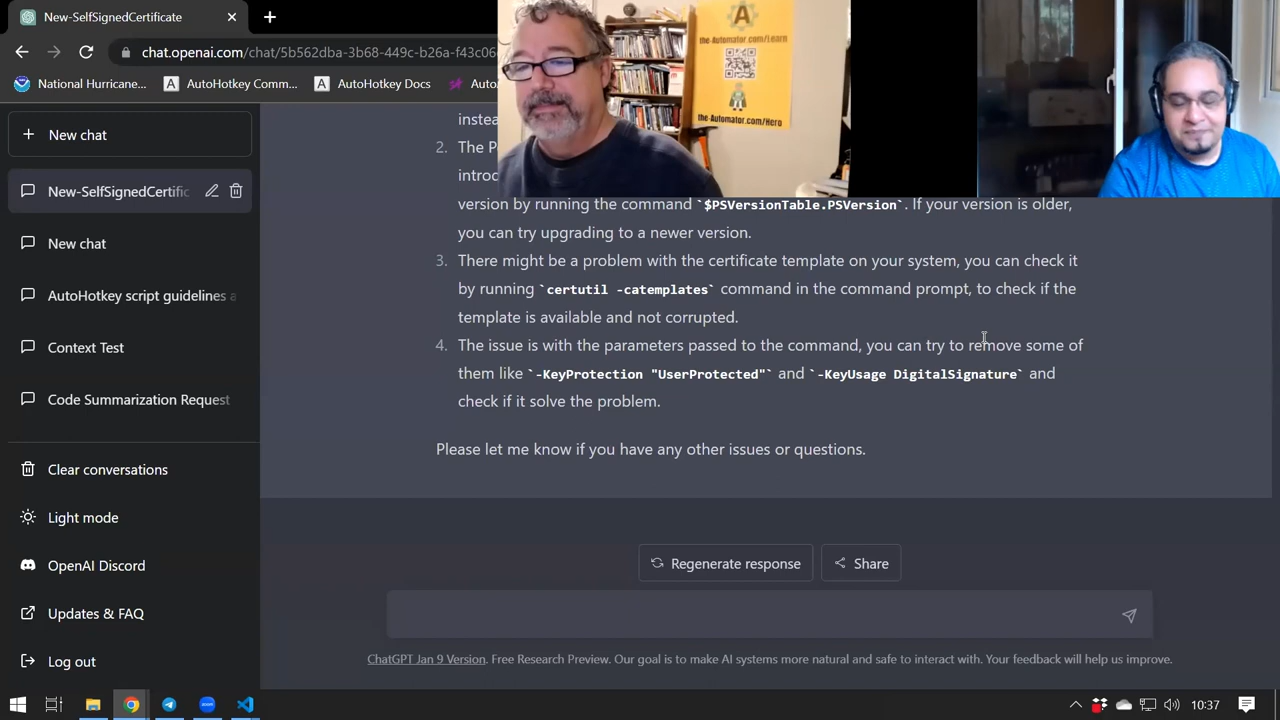 New-SelfSignedCertificate
chat.openai.com/chat/5b562dba-3b68-449c-b26a-f43c06
National Hurricane...
AutoHotkey Comm...
AutoHotkey Docs
New chat
New-SelfSignedCertific
New chat
AutoHotkey script guidelines a
Context Test
Code Summarization Request
Clear conversations
Light mode
OpenAI Discord
Updates & FAQ
Log out
A
the-Automator.com/Learn
the-Automator.com/Hero
instea
2. The P
introc
version by running the command `$PSVersionTable.PSVersion`. If your version is older,
you can try upgrading to a newer version.
3. There might be a problem with the certificate template on your system, you can check it
by running `certutil -catemplates` command in the command prompt, to check if the
template is available and not corrupted.
4. The issue is with the parameters passed to the command, you can try to remove some of
them like `-KeyProtection "UserProtected"` and `-KeyUsage DigitalSignature` and
check if it solve the problem.
Please let me know if you have any other issues or questions.
Regenerate response
Share
ChatGPT Jan 9 Version. Free Research Preview. Our goal is to make AI systems more natural and safe to interact with. Your feedback will help us improve.
10:37